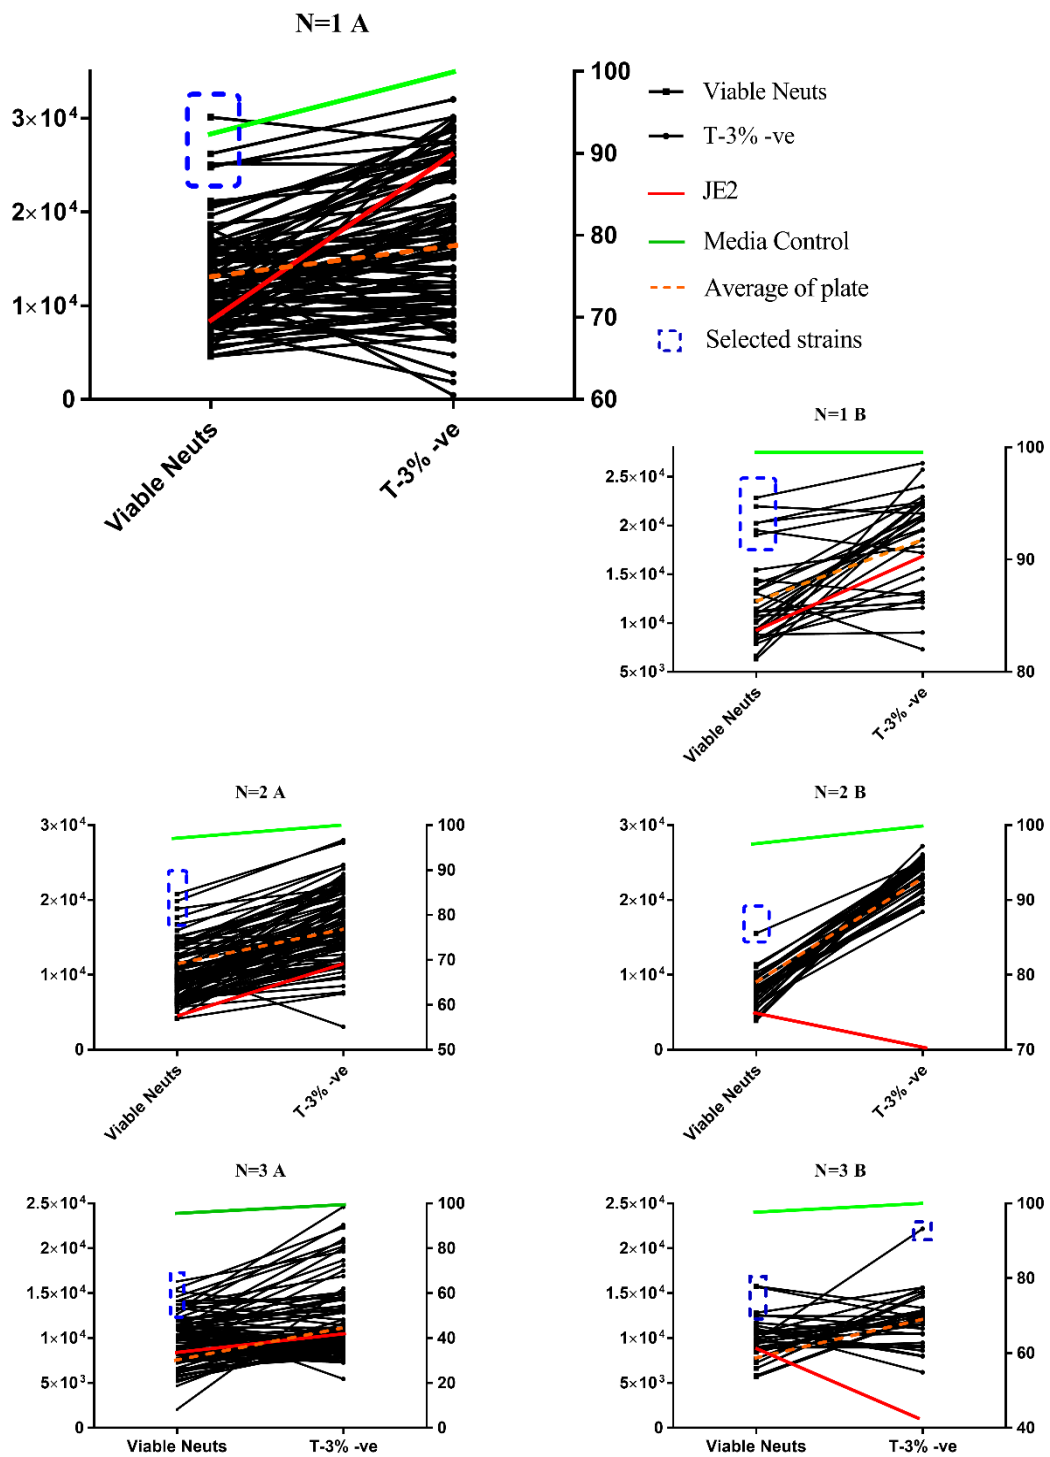 N=1 A
3×10⁴
2×10⁴
1×10⁴
0
100
90
80
70
60
Viable Neuts
T-3% -ve
Viable Neuts
T-3% -ve
JE2
Media Control
Average of plate
Selected strains
N=1 B
2.5×10⁴
2×10⁴
1.5×10⁴
1×10⁴
5×10³
100
90
80
Viable Neuts
T-3% -ve
N=2 A
3×10⁴
2×10⁴
1×10⁴
0
100
90
80
70
60
50
Viable Neuts
T-3% -ve
N=2 B
3×10⁴
2×10⁴
1×10⁴
0
100
90
80
70
Viable Neuts
T-3% -ve
N=3 A
2.5×10⁴
2×10⁴
1.5×10⁴
1×10⁴
5×10³
0
100
80
60
40
20
0
Viable Neuts
T-3% -ve
N=3 B
2.5×10⁴
2×10⁴
1.5×10⁴
1×10⁴
5×10³
0
100
80
60
40
Viable Neuts
T-3% -ve